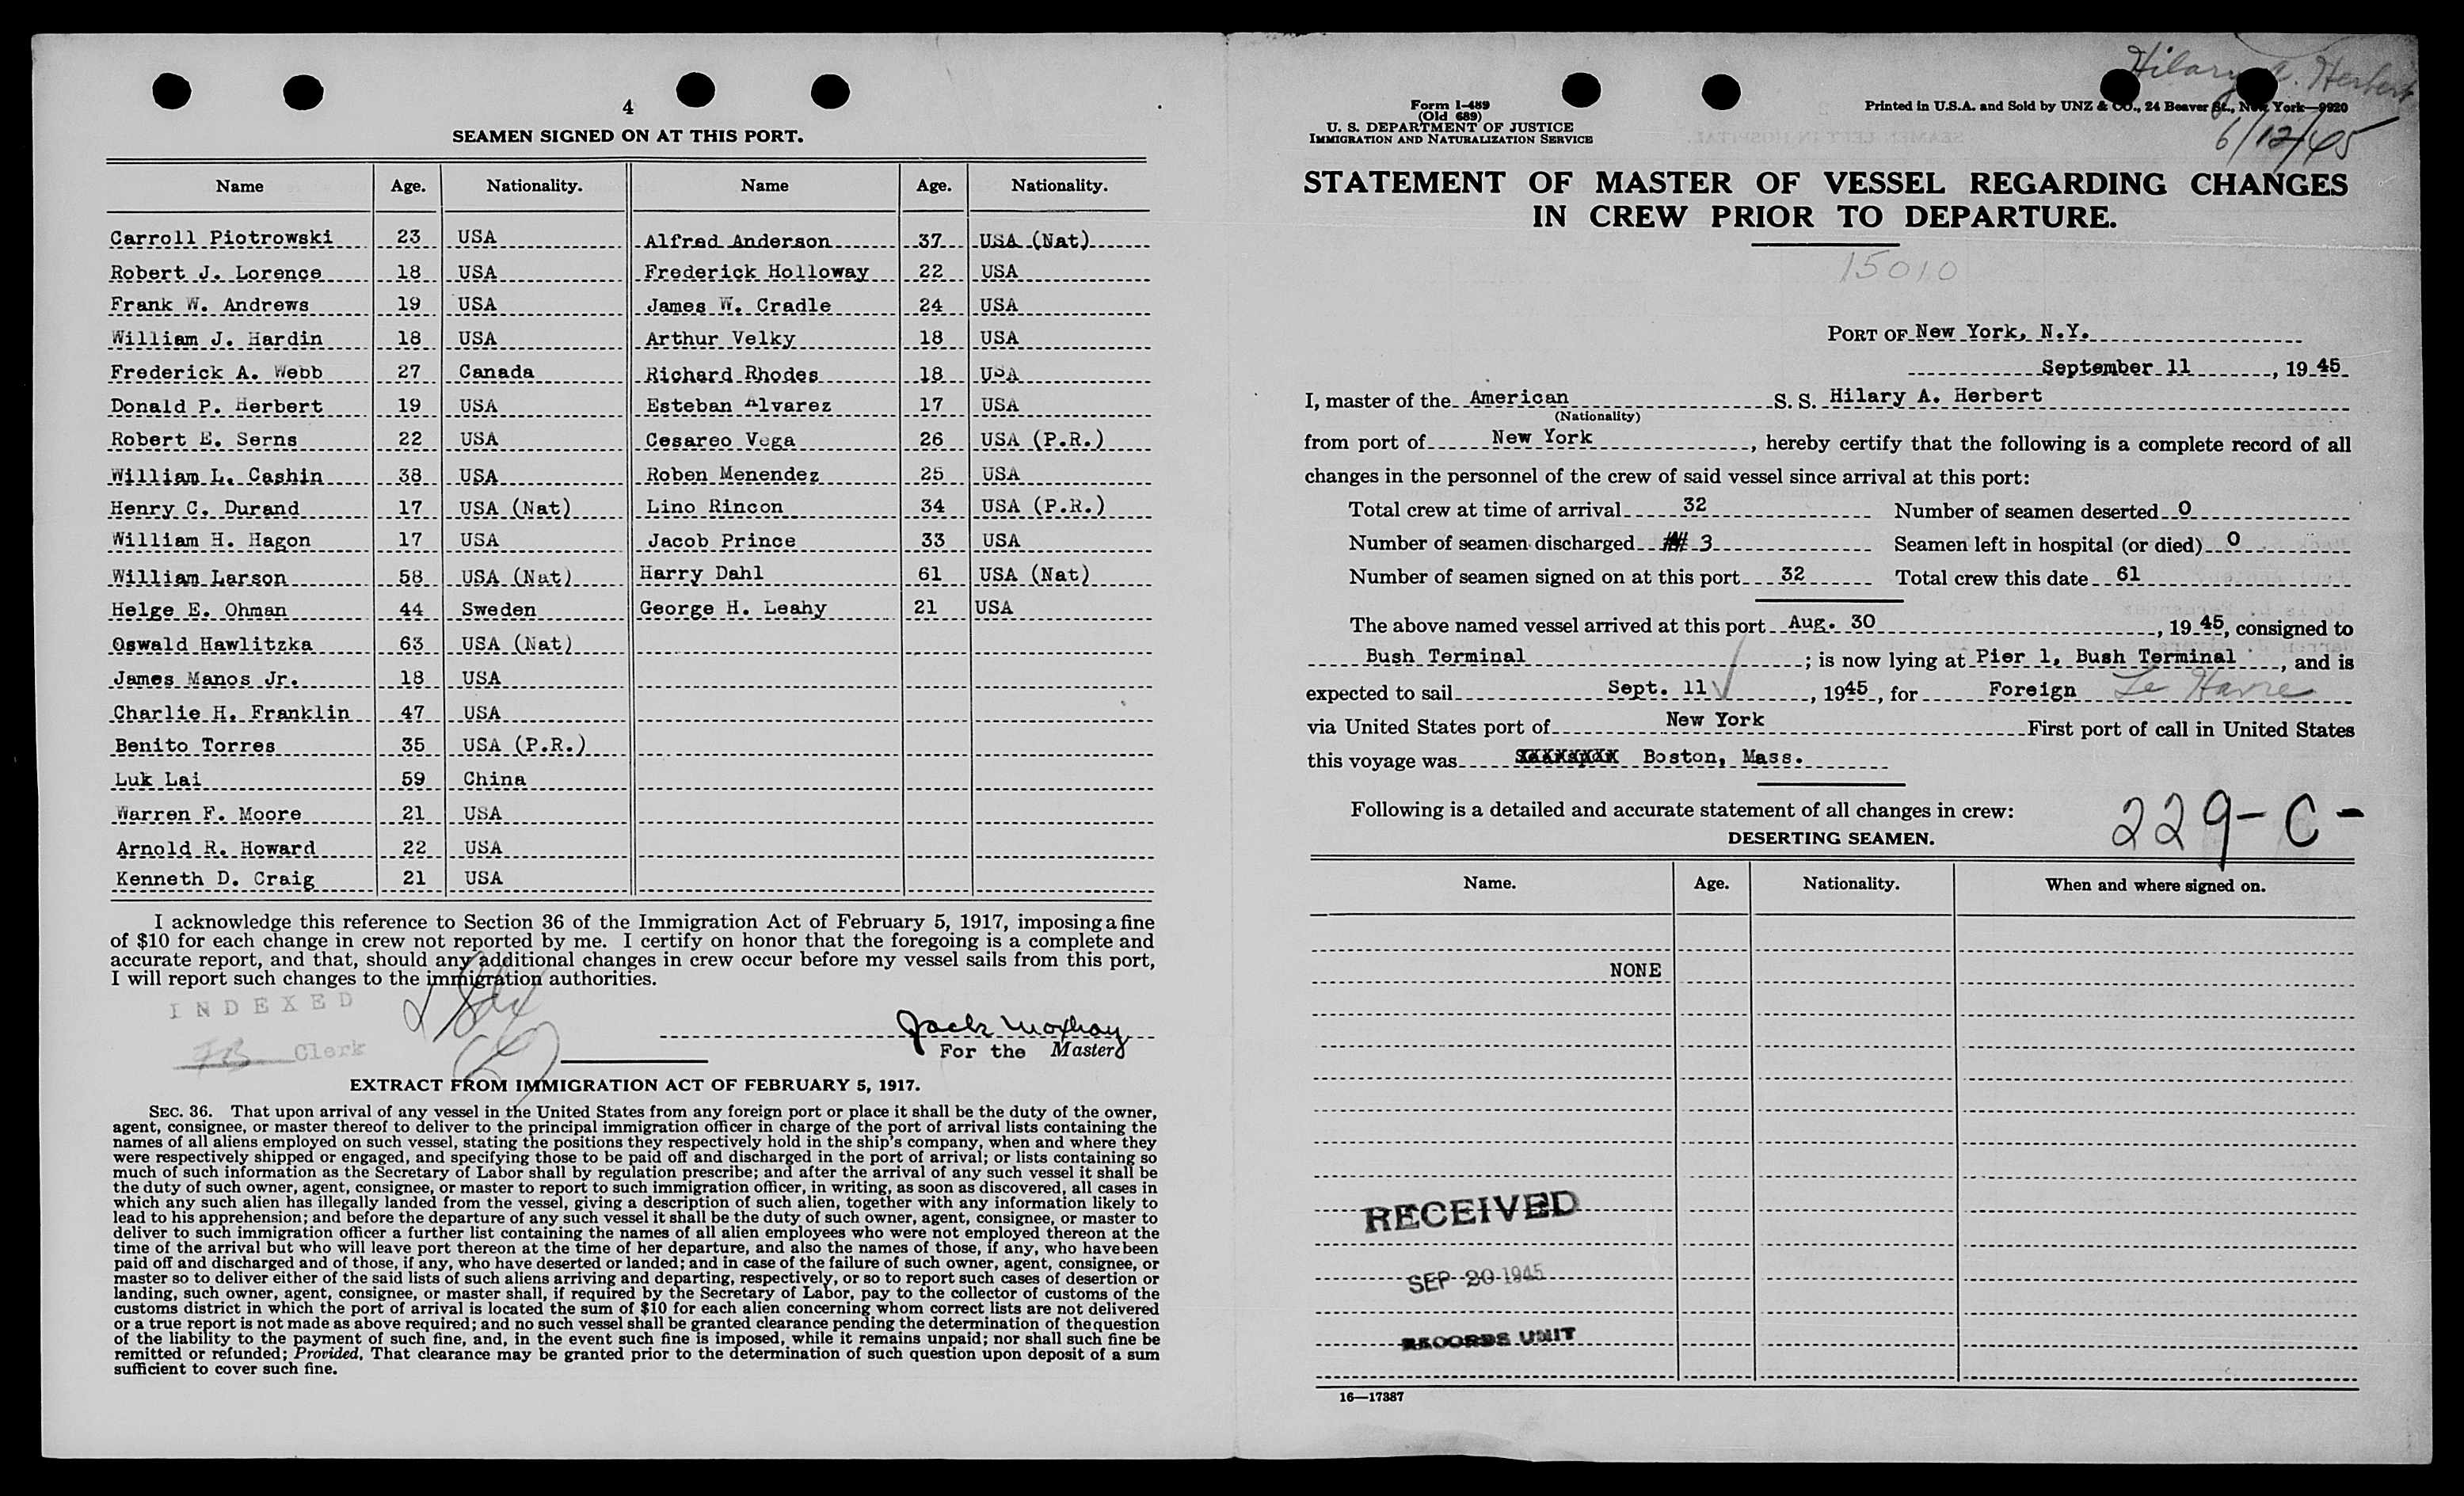 4
SEAMEN SIGNED ON AT THIS PORT.
Name Age. Nationality. Name Age. Nationality.
Carroll Piotrowski 23 USA Alfred Anderson 37 USA (Nat)
Robert J. Lorence 18 USA Frederick Holloway 22 USA
Frank W. Andrews 19 USA James W. Cradle 24 USA
William J. Hardin 18 USA Arthur Velky 18 USA
Frederick A. Webb 27 Canada Richard Rhodes 18 USA
Donald P. Herbert 19 USA Esteban Alvarez 17 USA
Robert E. Serns 22 USA Cesareo Vega 26 USA (P.R.)
William L. Cashin 38 USA Roben Menendez 25 USA
Henry C. Durand 17 USA (Nat) Lino Rincon 34 USA (P.R.)
William H. Hagon 17 USA Jacob Prince 33 USA
William Larson 58 USA (Nat) Harry Dahl 61 USA (Nat)
Helge E. Ohman 44 Sweden George H. Leahy 21 USA
Oswald Hawlitzka 63 USA (Nat)
James Manos Jr. 18 USA
Charlie H. Franklin 47 USA
Benito Torres 35 USA (P.R.)
Luk Lai 59 China
Warren F. Moore 21 USA
Arnold R. Howard 22 USA
Kenneth D. Craig 21 USA
I acknowledge this reference to Section 36 of the Immigration Act of February 5, 1917, imposing a fine
of $10 for each change in crew not reported by me. I certify on honor that the foregoing is a complete and
accurate report, and that, should any additional changes in crew occur before my vessel sails from this port,
I will report such changes to the immigration authorities.
INDEXED
Clerk
Jack
For the Master
EXTRACT FROM IMMIGRATION ACT OF FEBRUARY 5, 1917.
SEC. 36. That upon arrival of any vessel in the United States from any foreign port or place it shall be the duty of the owner,
agent, consignee, or master thereof to deliver to the principal immigration officer in charge of the port of arrival lists containing the
names of all aliens employed on such vessel, stating the positions they respectively hold in the ship's company, when and where they
were respectively shipped or engaged, and specifying those to be paid off and discharged in the port of arrival; or lists containing so
much of such information as the Secretary of Labor shall by regulation prescribe; and after the arrival of any such vessel it shall be
the duty of such owner, agent, consignee, or master to report to such immigration officer, in writing, as soon as discovered, all cases in
which any such alien has illegally landed from the vessel, giving a description of such alien, together with any information likely to
lead to his apprehension; and before the departure of any such vessel it shall be the duty of such owner, agent, consignee, or master to
deliver to such immigration officer a further list containing the names of all alien employees who were not employed thereon at the
time of the arrival but who will leave port thereon at the time of her departure, and also the names of those, if any, who have been
paid off and discharged and of those, if any, who have deserted or landed; and in case of the failure of such owner, agent, consignee, or
master so to deliver either of the said lists of such aliens arriving and departing, respectively, or so to report such cases of desertion or
landing, such owner, agent, consignee, or master shall, if required by the Secretary of Labor, pay to the collector of customs of the
customs district in which the port of arrival is located the sum of $10 for each alien concerning whom correct lists are not delivered
or a true report is not made as above required; and no such vessel shall be granted clearance pending the determination of the question
of the liability to the payment of such fine, and, in the event such fine is imposed, while it remains unpaid; nor shall such fine be
remitted or refunded; Provided, That clearance may be granted prior to the determination of such question upon deposit of a sum
sufficient to cover such fine.
Hilary A. Herbert
Form I-489
(Old 689)
U. S. DEPARTMENT OF JUSTICE
IMMIGRATION AND NATURALIZATION SERVICE
Printed in U.S.A. and Sold by UNZ & CO., 24 Beaver St., New York—9920
6/12/45
STATEMENT OF MASTER OF VESSEL REGARDING CHANGES
IN CREW PRIOR TO DEPARTURE.
15010
PORT OF New York, N.Y.
September 11, 1945
I, master of the American S. S. Hilary A. Herbert
(Nationality)
from port of New York, hereby certify that the following is a complete record of all
changes in the personnel of the crew of said vessel since arrival at this port:
Total crew at time of arrival 32 Number of seamen deserted 0
Number of seamen discharged 3 Seamen left in hospital (or died) 0
Number of seamen signed on at this port 32 Total crew this date 61
The above named vessel arrived at this port Aug. 30, 1945, consigned to
Bush Terminal; is now lying at Pier 1, Bush Terminal, and is
expected to sail Sept. 11, 1945, for Foreign Le Havre
via United States port of New York First port of call in United States
this voyage was Boston, Mass.
Following is a detailed and accurate statement of all changes in crew:
229-C-
DESERTING SEAMEN.
Name. Age. Nationality. When and where signed on.
NONE
RECEIVED
SEP 20 1945
RECORDS UNIT
16—17387